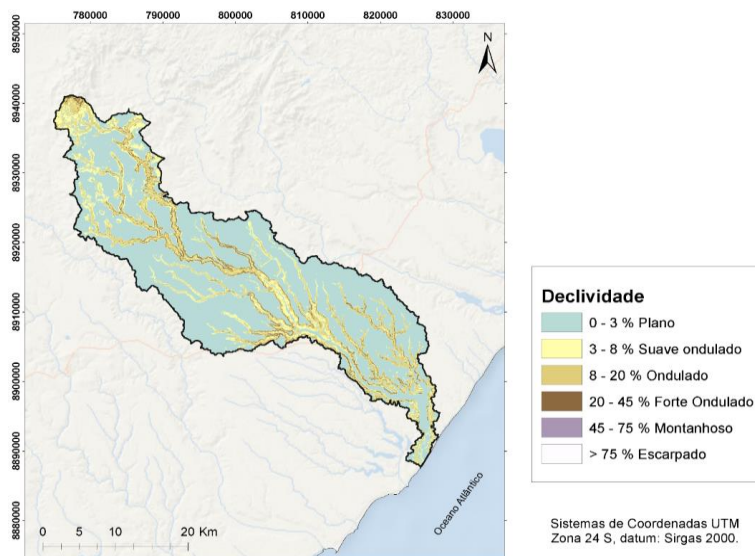 780000 790000 800000 810000 820000 830000
8950000
8940000
8930000
8920000
8910000
8900000
8890000
8880000
N
0 5 10 20 Km
Oceano Atlântico
Declividade
0 - 3 % Plano
3 - 8 % Suave ondulado
8 - 20 % Ondulado
20 - 45 % Forte Ondulado
45 - 75 % Montanhoso
> 75 % Escarpado
Sistemas de Coordenadas UTM
Zona 24 S, datum: Sirgas 2000.